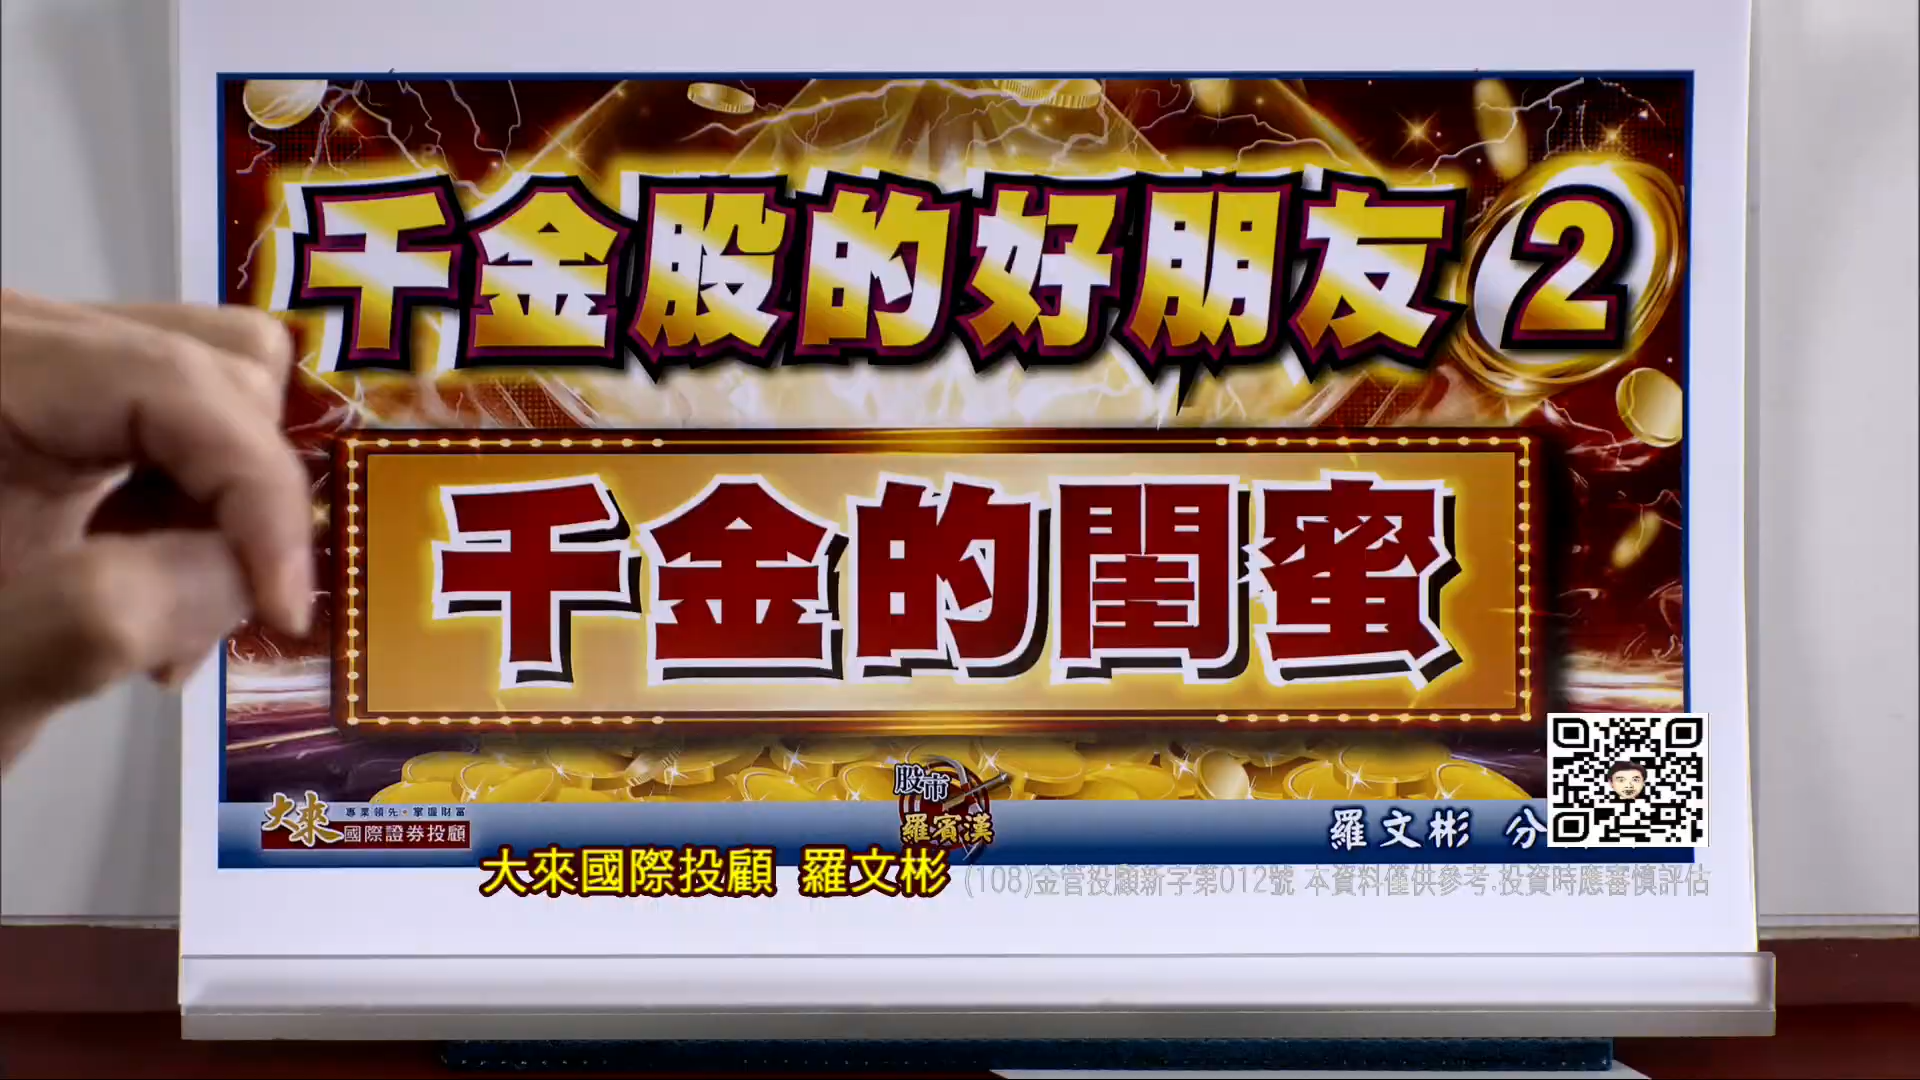 千金股的好朋友 2
千金的閨蜜
股市
羅賓漢
大來
專業領先・掌握財富
國際證券投顧
羅文彬 分
大來國際投顧 羅文彬
(108)金管投顧新字第012號 本資料僅供參考.投資時應審慎評估